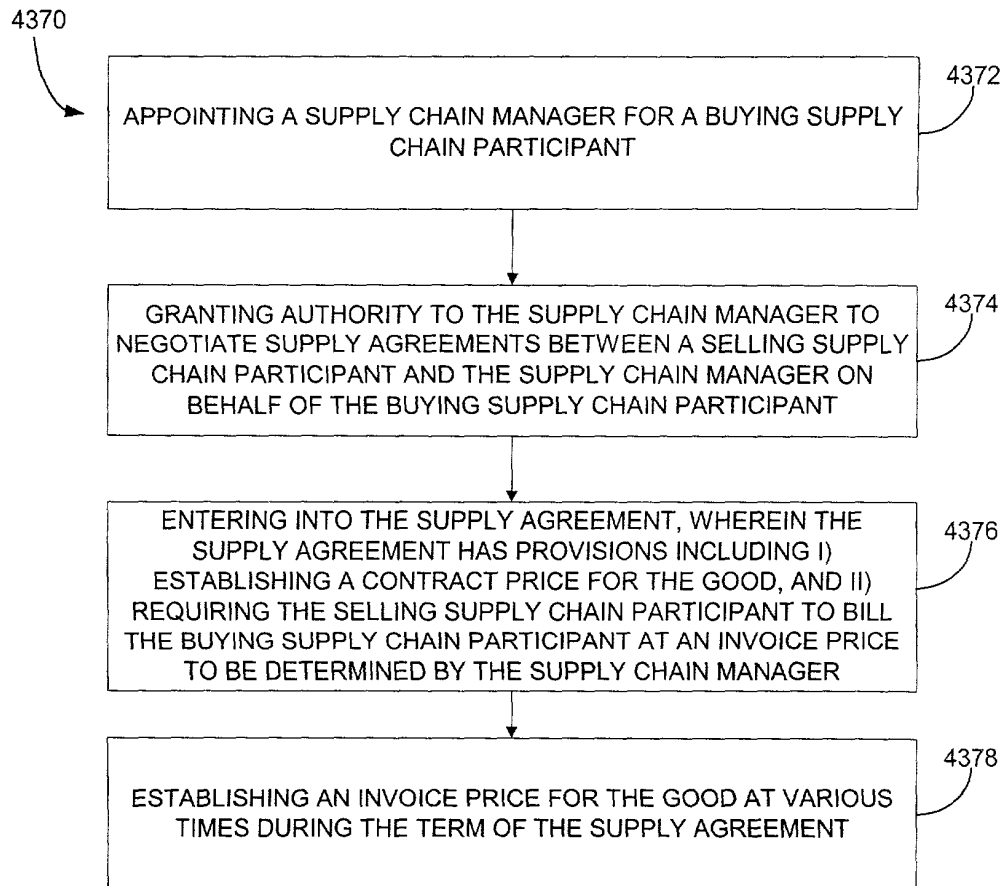 4370
4372
APPOINTING A SUPPLY CHAIN MANAGER FOR A BUYING SUPPLY
CHAIN PARTICIPANT
4374
GRANTING AUTHORITY TO THE SUPPLY CHAIN MANAGER TO
NEGOTIATE SUPPLY AGREEMENTS BETWEEN A SELLING SUPPLY
CHAIN PARTICIPANT AND THE SUPPLY CHAIN MANAGER ON
BEHALF OF THE BUYING SUPPLY CHAIN PARTICIPANT
4376
ENTERING INTO THE SUPPLY AGREEMENT, WHEREIN THE
SUPPLY AGREEMENT HAS PROVISIONS INCLUDING I)
ESTABLISHING A CONTRACT PRICE FOR THE GOOD, AND II)
REQUIRING THE SELLING SUPPLY CHAIN PARTICIPANT TO BILL
THE BUYING SUPPLY CHAIN PARTICIPANT AT AN INVOICE PRICE
TO BE DETERMINED BY THE SUPPLY CHAIN MANAGER
4378
ESTABLISHING AN INVOICE PRICE FOR THE GOOD AT VARIOUS
TIMES DURING THE TERM OF THE SUPPLY AGREEMENT